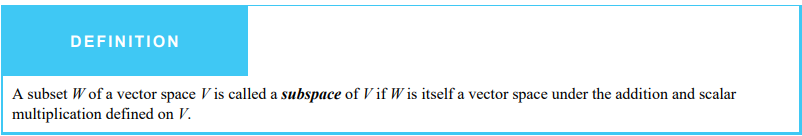 DEFINITION
A subset W of a vector space V is called a subspace of V if W is itself a vector space under the addition and scalar
multiplication defined on V.